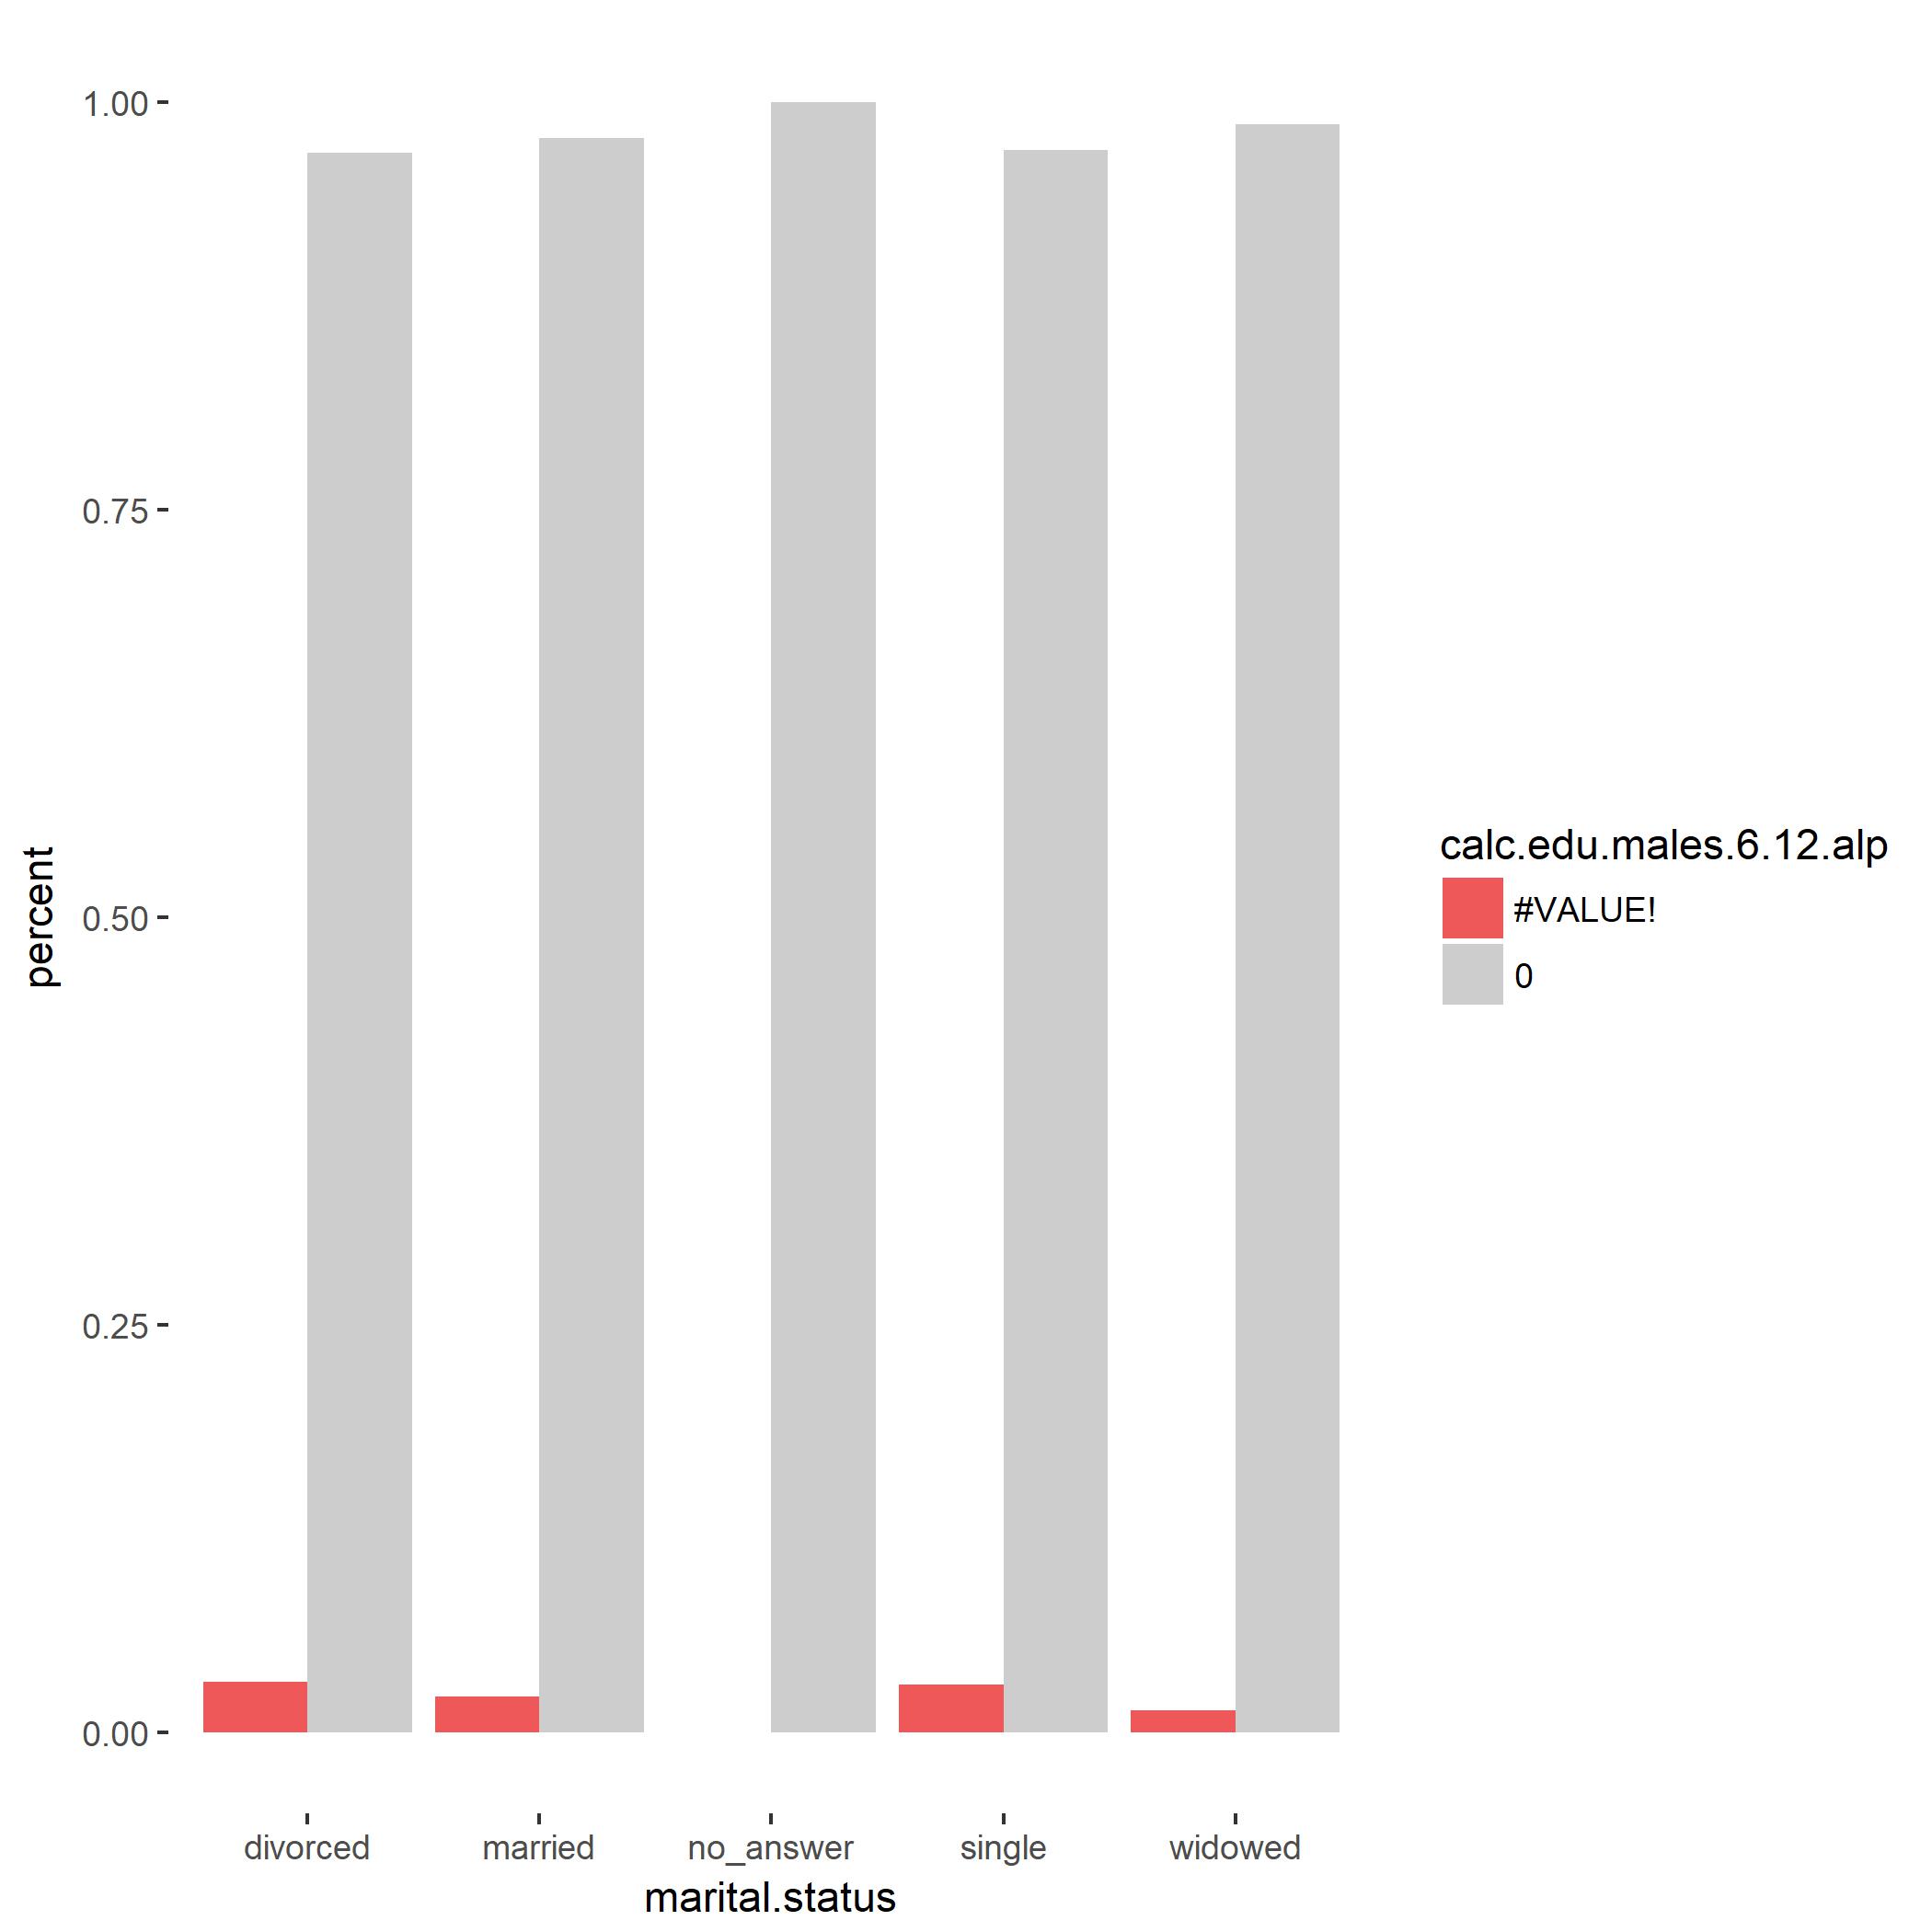 1.00
0.75
0.50
0.25
0.00
percent
divorced married no_answer single widowed
marital.status
calc.edu.males.6.12.alp
#VALUE!
0